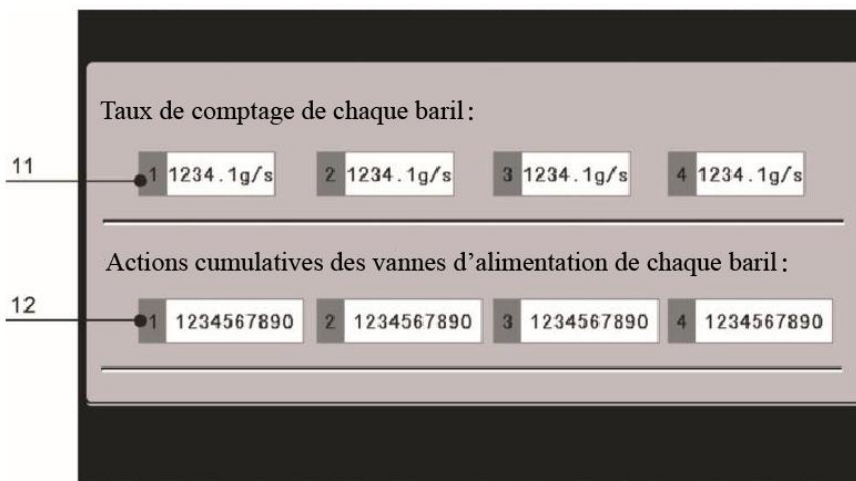 Taux de comptage de chaque baril:
11
1 1234.1g/s 2 1234.1g/s 3 1234.1g/s 4 1234.1g/s
Actions cumulatives des vannes d'alimentation de chaque baril:
12
1 1234567890 2 1234567890 3 1234567890 4 1234567890